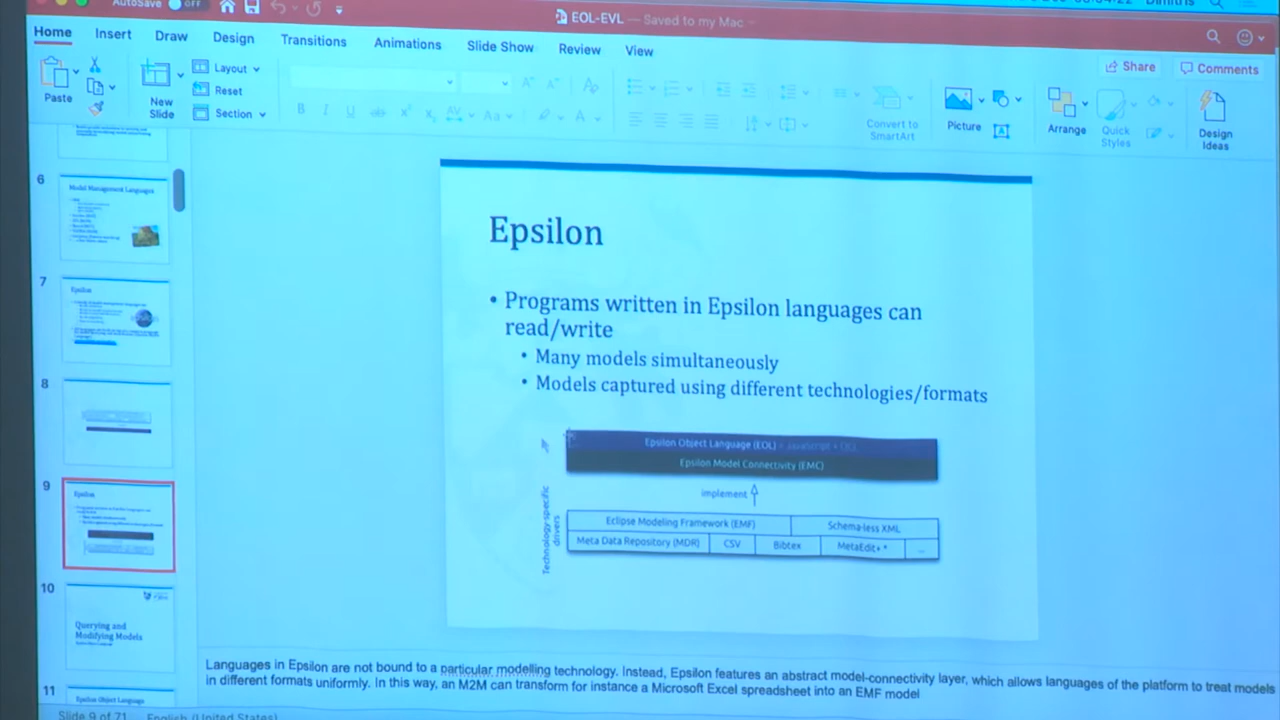 AutoSave OFF
EOL-EVL — Saved to my Mac
Dimitris
Home Insert Draw Design Transitions Animations Slide Show Review View
Share Comments
Paste
New Slide
Layout
Reset
Section
Convert to SmartArt
Picture
Arrange
Quick Styles
Design Ideas
6
Model Management Languages
7
Epsilon
8
9
Epsilon
10
Querying and
Modifying Models
11
Epsilon Object Language
Epsilon
• Programs written in Epsilon languages can
read/write
• Many models simultaneously
• Models captured using different technologies/formats
Epsilon Object Language (EOL)
Epsilon Model Connectivity (EMC)
implement
Technology-specific
drivers
Eclipse Modeling Framework (EMF) Schema-less XML
Meta Data Repository (MDR) CSV Bibtex MetaEdit+ * ...
Languages in Epsilon are not bound to a particular modelling technology. Instead, Epsilon features an abstract model-connectivity layer, which allows languages of the platform to treat models
in different formats uniformly. In this way, an M2M can transform for instance a Microsoft Excel spreadsheet into an EMF model
Slide 9 of 71 English (United States)